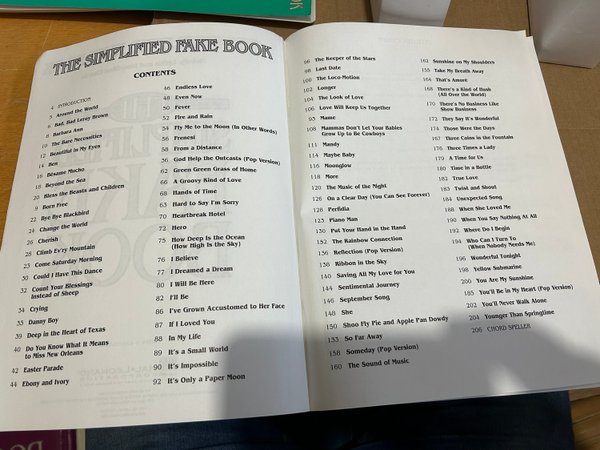 THE SIMPLIFIED FAKE BOOK
CONTENTS
4 INTRODUCTION
5 Around the World
6 Bad, Bad Leroy Brown
8 Barbara Ann
10 The Bare Necessities
12 Beautiful in My Eyes
14 Ben
16 Bésame Mucho
18 Beyond the Sea
20 Bless the Beasts and Children
9 Born Free
22 Bye Bye Blackbird
24 Change the World
26 Cherish
28 Climb Ev'ry Mountain
23 Come Saturday Morning
30 Could I Have This Dance
32 Count Your Blessings
Instead of Sheep
34 Crying
35 Danny Boy
39 Deep in the Heart of Texas
40 Do You Know What It Means
to Miss New Orleans
42 Easter Parade
44 Ebony and Ivory
46 Endless Love
48 Even Now
50 Fever
52 Fire and Rain
54 Fly Me to the Moon (In Other Words)
56 Frenesí
58 From a Distance
36 God Help the Outcasts (Pop Version)
62 Green Green Grass of Home
66 A Groovy Kind of Love
68 Hands of Time
63 Hard to Say I'm Sorry
70 Heartbreak Hotel
72 Hero
75 How Deep Is the Ocean
(How High Is the Sky)
76 I Believe
77 I Dreamed a Dream
80 I Will Be Here
82 I'll Be
86 I've Grown Accustomed to Her Face
87 If I Loved You
88 In My Life
89 It's a Small World
90 It's Impossible
92 It's Only a Paper Moon
96 The Keeper of the Stars
98 Last Date
100 The Loco-Motion
102 Longer
104 The Look of Love
106 Love Will Keep Us Together
93 Mame
108 Mammas Don't Let Your Babies
Grow Up to Be Cowboys
111 Mandy
114 Maybe Baby
116 Moonglow
118 More
120 The Music of the Night
126 On a Clear Day (You Can See Forever)
128 Perfidia
123 Piano Man
130 Put Your Hand in the Hand
132 The Rainbow Connection
136 Reflection (Pop Version)
138 Ribbon in the Sky
140 Saving All My Love for You
144 Sentimental Journey
146 September Song
148 She
150 Shoo Fly Pie and Apple Pan Dowdy
153 So Far Away
158 Someday (Pop Version)
160 The Sound of Music
162 Sunshine on My Shoulders
155 Take My Breath Away
164 That's Amoré
168 There's a Kind of Hush
(All Over the World)
170 There's No Business Like
Show Business
172 They Say It's Wonderful
174 Those Were the Days
167 Three Coins in the Fountain
176 Three Times a Lady
179 A Time for Us
180 Time in a Bottle
182 True Love
183 Twist and Shout
184 Unexpected Song
188 When She Loved Me
190 When You Say Nothing At All
192 Where Do I Begin
194 Who Can I Turn To
(When Nobody Needs Me)
196 Wonderful Tonight
198 Yellow Submarine
200 You Are My Sunshine
185 You'll Be in My Heart (Pop Version)
202 You'll Never Walk Alone
204 Younger Than Springtime
206 CHORD SPELLER